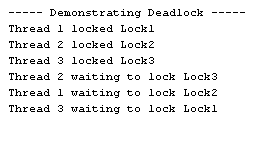 ----- Demonstrating Deadlock -----
Thread 1 locked Lock1
Thread 2 locked Lock2
Thread 3 locked Lock3
Thread 2 waiting to lock Lock3
Thread 1 waiting to lock Lock2
Thread 3 waiting to lock Lock1